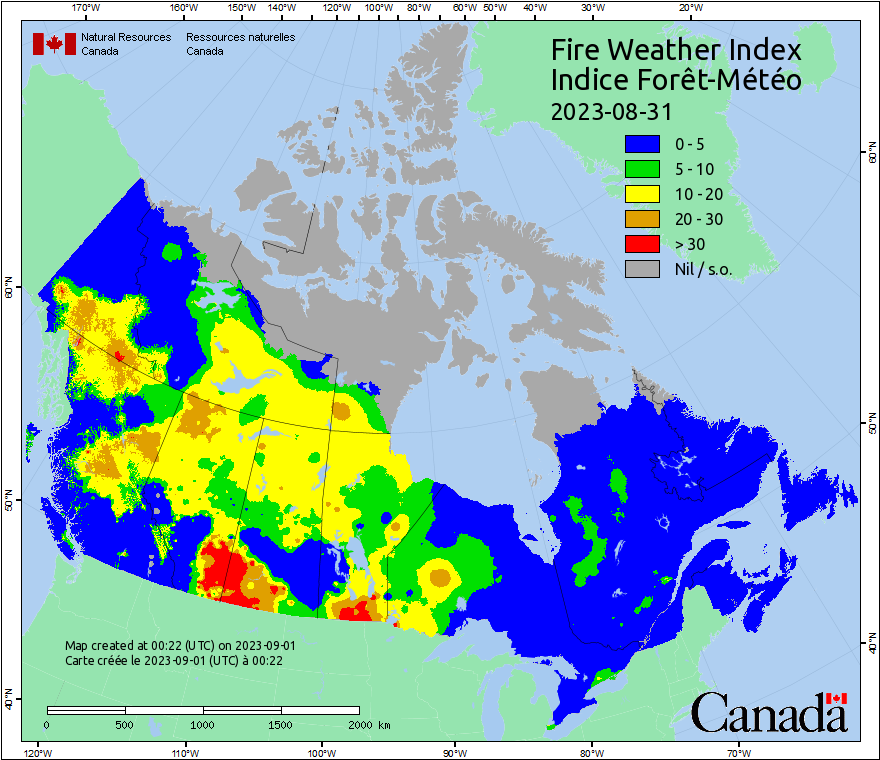 170°W 160°W 150°W 140°W 120°W 100°W 80°W 60°W 50°W 40°W 30°W 20°W
Natural Resources Ressources naturelles
Canada Canada
Fire Weather Index
Indice Forêt-Météo
2023-08-31
0 - 5
5 - 10
10 - 20
20 - 30
> 30
Nil / s.o.
60°N
60°N
50°N
50°N
40°N
40°N
Map created at 00:22 (UTC) on 2023-09-01
Carte créée le 2023-09-01 (UTC) à 00:22
0 500 1000 1500 2000 km
Canada
120°W 110°W 100°W 90°W 80°W 70°W